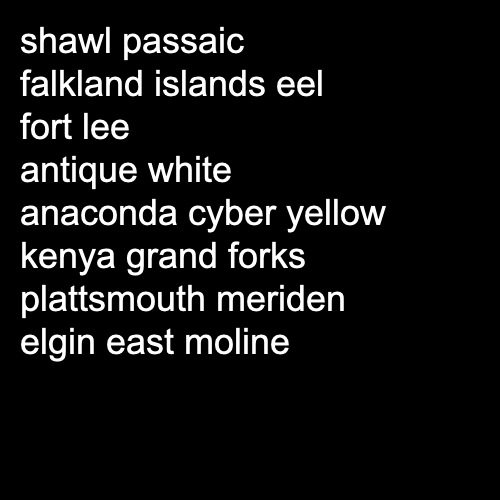 shawl passaic
falkland islands eel
fort lee
antique white
anaconda cyber yellow
kenya grand forks
plattsmouth meriden
elgin east moline